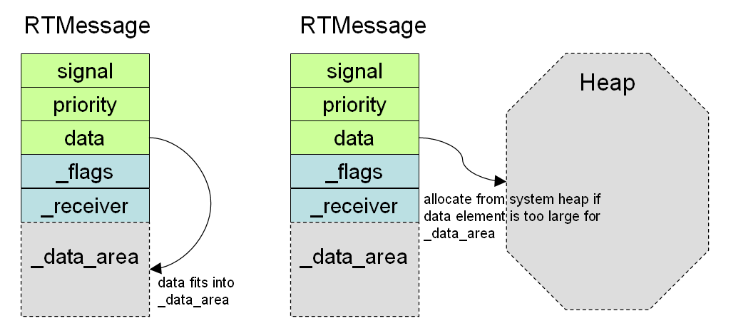 RTMessage
signal
priority
data
_flags
_receiver
_data_area
data fits into
_data_area
RTMessage
signal
priority
data
_flags
_receiver
_data_area
allocate from system heap if
data element is too large for
_data_area
Heap